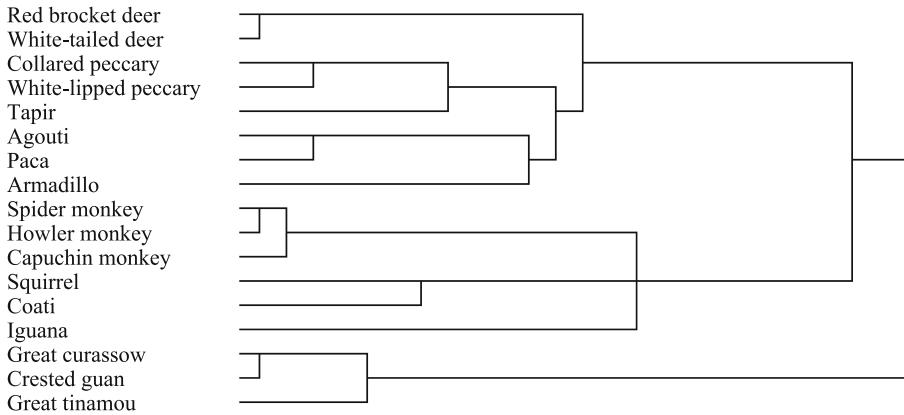 Red brocket deer
White-tailed deer
Collared peccary
White-lipped peccary
Tapir
Agouti
Paca
Armadillo
Spider monkey
Howler monkey
Capuchin monkey
Squirrel
Coati
Iguana
Great curassow
Crested guan
Great tinamou